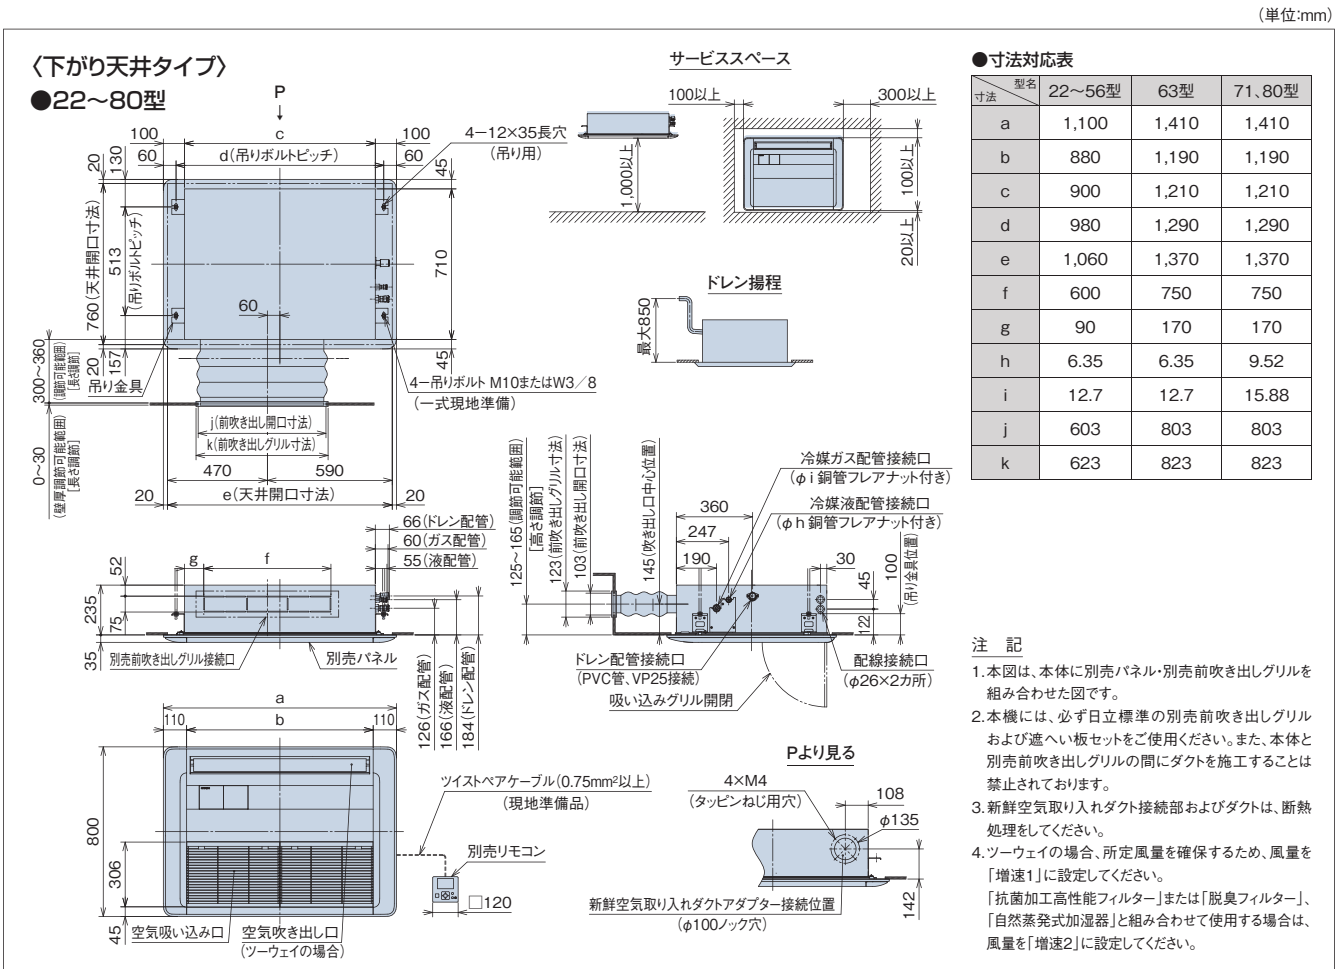 (単位:mm)
〈下がり天井タイプ〉
●22〜80型
P
100
c
100
60
d(吊りボルトピッチ)
60
4－12×35長穴
(吊り用)
20
130
45
760(天井開口寸法)
513
(吊りボルトピッチ)
710
60
20
157
45
300〜360
(調節可能範囲)
[長さ調節]
吊り金具
4－吊りボルト M10またはW3／8
(一式現地準備)
j(前吹き出し開口寸法)
k(前吹き出しグリル寸法)
0〜30
(壁厚調節可能範囲)
[長さ調節]
470
590
20
e(天井開口寸法)
20
66(ドレン配管)
60(ガス配管)
55(液配管)
g
f
52
235
75
35
別売前吹き出しグリル接続口
別売パネル
126(ガス配管)
166(液配管)
184(ドレン配管)
a
110
b
110
800
306
45
空気吸い込み口
空気吹き出し口
(ツーウェイの場合)
ツイストペアケーブル(0.75mm²以上)
(現地準備品)
別売リモコン
□120
サービススペース
100以上
300以上
1,000以上
100以上
20以上
ドレン揚程
最大850
125〜165(調節可能範囲)
[高さ調節]
123(前吹き出しグリル寸法)
103(前吹き出し開口寸法)
145(吹き出し口中心位置)
冷媒ガス配管接続口
(φi 銅管フレアナット付き)
冷媒液配管接続口
(φh 銅管フレアナット付き)
360
247
190
30
100
(吊り金具位置)
45
122
ドレン配管接続口
(PVC管、VP25接続)
吸い込みグリル開閉
配線接続口
(φ26×2カ所)
Pより見る
4×M4
(タッピンねじ用穴)
108
φ135
142
新鮮空気取り入れダクトアダプター接続位置
(φ100ノック穴)
●寸法対応表
寸法 型名 22〜56型 63型 71、80型
a 1,100 1,410 1,410
b 880 1,190 1,190
c 900 1,210 1,210
d 980 1,290 1,290
e 1,060 1,370 1,370
f 600 750 750
g 90 170 170
h 6.35 6.35 9.52
i 12.7 12.7 15.88
j 603 803 803
k 623 823 823
注 記
1.本図は、本体に別売パネル・別売前吹き出しグリルを
組み合わせた図です。
2.本機には、必ず日立標準の別売前吹き出しグリル
および遮へい板セットをご使用ください。また、本体と
別売前吹き出しグリルの間にダクトを施工することは
禁止されております。
3.新鮮空気取り入れダクト接続部およびダクトは、断熱
処理をしてください。
4.ツーウェイの場合、所定風量を確保するため、風量を
「増速1」に設定してください。
「抗菌加工高性能フィルター」または「脱臭フィルター」、
「自然蒸発式加湿器」と組み合わせて使用する場合は、
風量を「増速2」に設定してください。